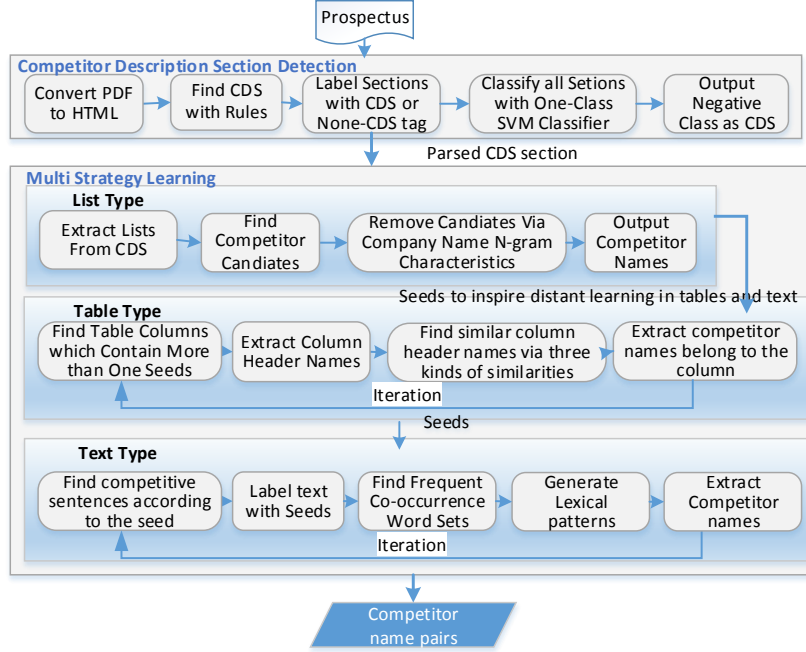 Prospectus
Competitor Description Section Detection
Convert PDF
to HTML
Find CDS
with Rules
Label Sections
with CDS or
None-CDS tag
Classify all Setions
with One-Class
SVM Classifier
Output
Negative
Class as CDS
Parsed CDS section
Multi Strategy Learning
List Type
Extract Lists
From CDS
Find
Competitor
Candiates
Remove Candiates Via
Company Name N-gram
Characteristics
Output
Competitor
Names
Seeds to inspire distant learning in tables and text
Table Type
Find Table Columns
which Contain More
than One Seeds
Extract Column
Header Names
Find similar column
header names via three
kinds of similarities
Extract competitor
names belong to the
column
Iteration
Seeds
Text Type
Find competitive
sentences according
to the seed
Label text
with Seeds
Find Frequent
Co-occurrence
Word Sets
Generate
Lexical
patterns
Extract
Competitor
names
Iteration
Competitor
name pairs